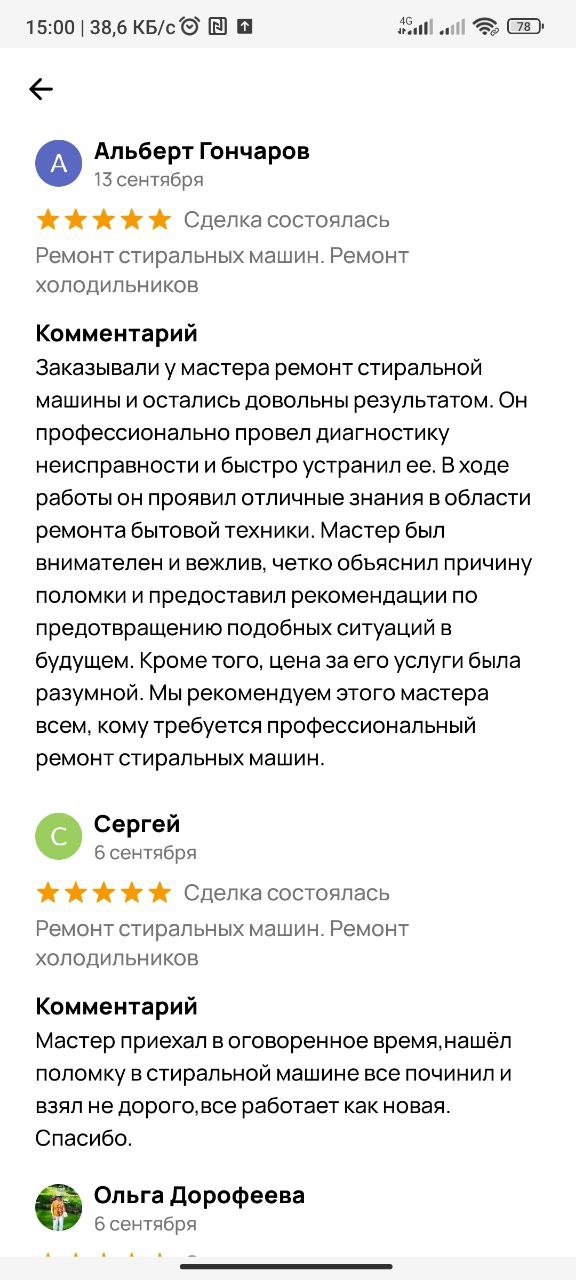 15:00 | 38,6 КБ/с
4G
78
А
Альберт Гончаров
13 сентября
Сделка состоялась
Ремонт стиральных машин. Ремонт
холодильников
Комментарий
Заказывали у мастера ремонт стиральной
машины и остались довольны результатом. Он
профессионально провел диагностику
неисправности и быстро устранил ее. В ходе
работы он проявил отличные знания в области
ремонта бытовой техники. Мастер был
внимателен и вежлив, четко объяснил причину
поломки и предоставил рекомендации по
предотвращению подобных ситуаций в
будущем. Кроме того, цена за его услуги была
разумной. Мы рекомендуем этого мастера
всем, кому требуется профессиональный
ремонт стиральных машин.
С
Сергей
6 сентября
Сделка состоялась
Ремонт стиральных машин. Ремонт
холодильников
Комментарий
Мастер приехал в оговоренное время,нашёл
поломку в стиральной машине все починил и
взял не дорого,все работает как новая.
Спасибо.
Ольга Дорофеева
6 сентября